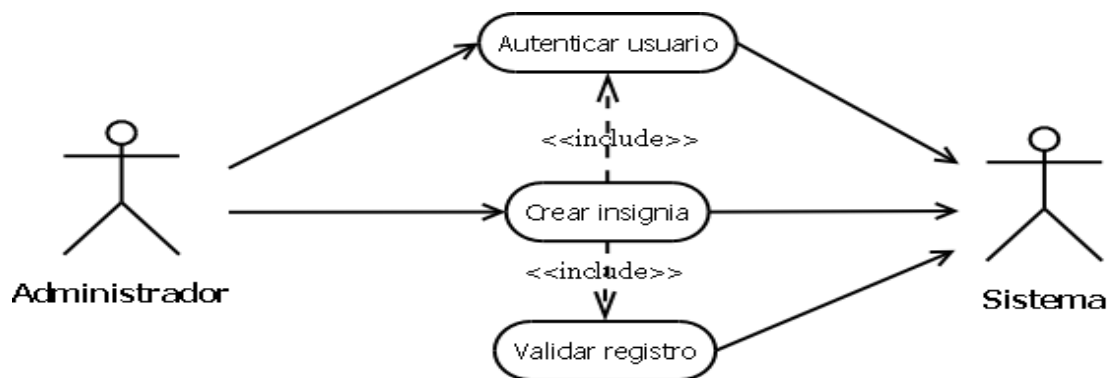 Autenticar usuario
<<include>>
Crear insignia
<<include>>
Administrador
Sistema
Validar registro